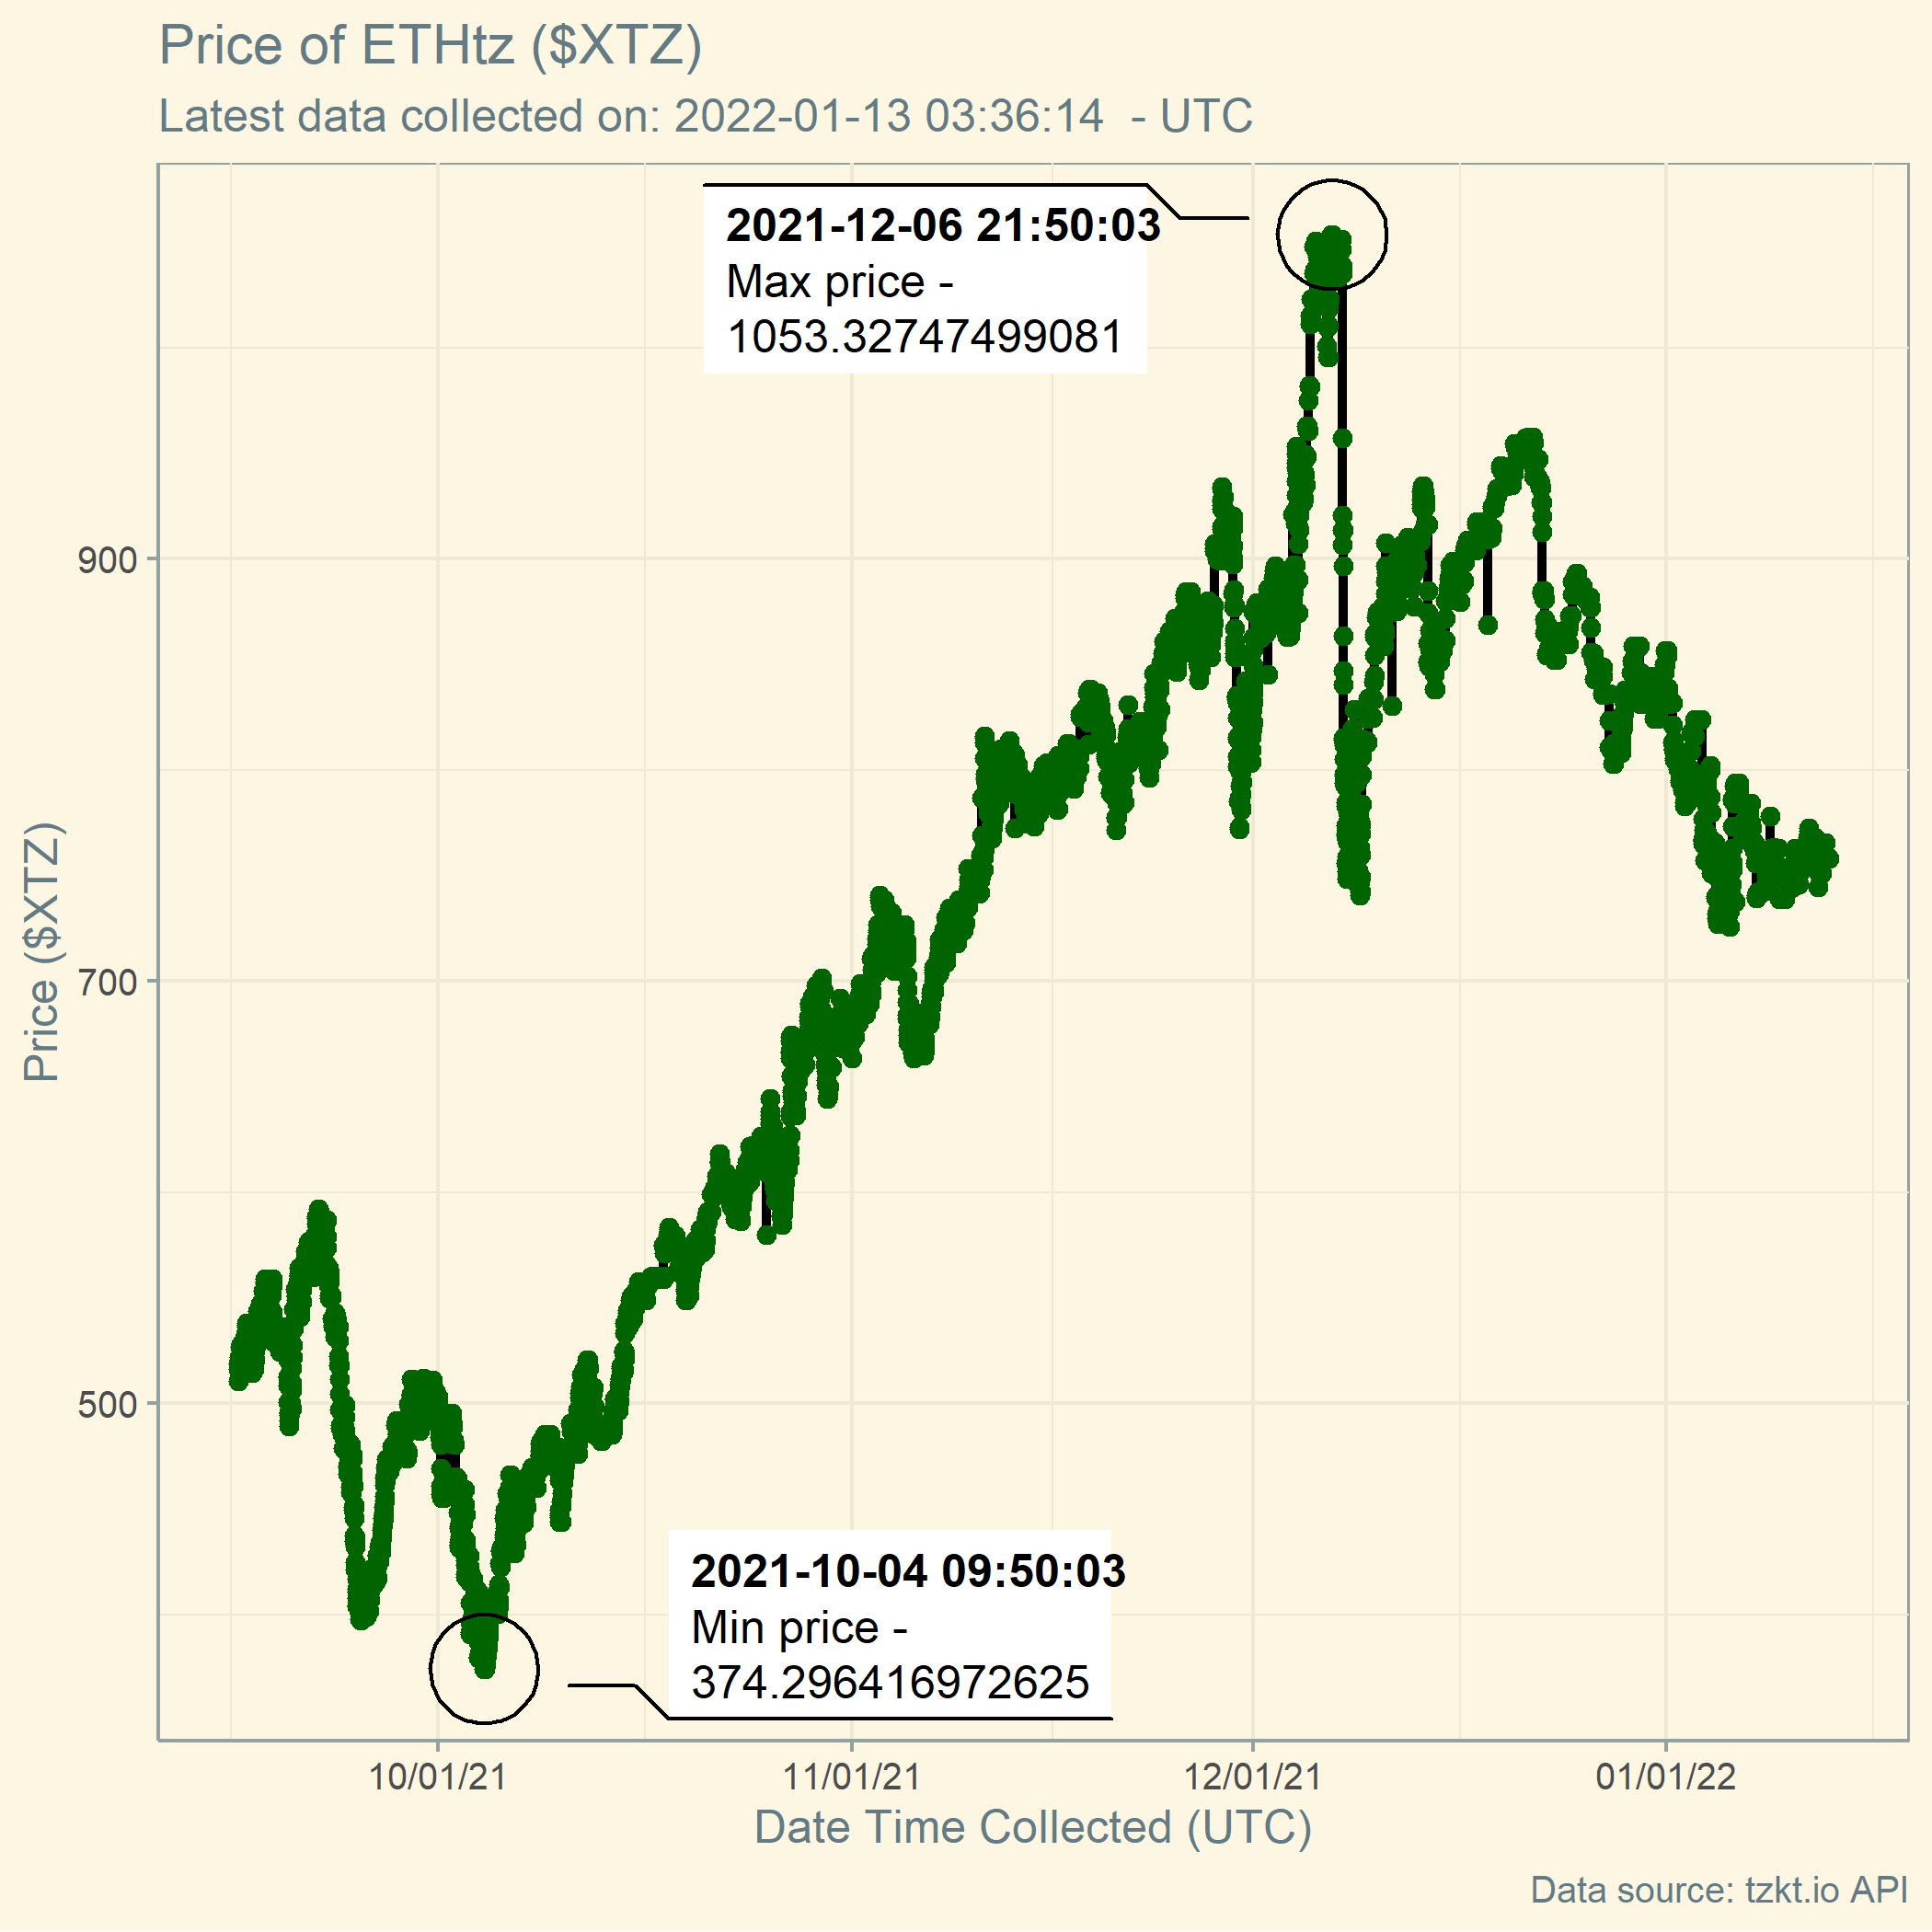 Price of ETHtz ($XTZ)
Latest data collected on: 2022-01-13 03:36:14  - UTC
2021-12-06 21:50:03
Max price -
1053.32747499081
900
700
500
Price ($XTZ)
2021-10-04 09:50:03
Min price -
374.296416972625
10/01/21
11/01/21
12/01/21
01/01/22
Date Time Collected (UTC)
Data source: tzkt.io API